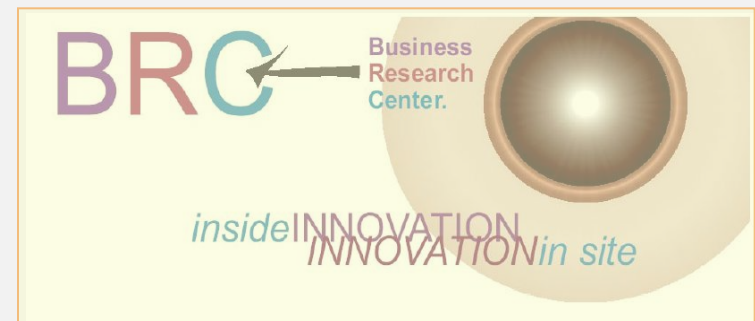 BRC
Business
Research
Center.
insideINNOVATION
INNOVATIONin site